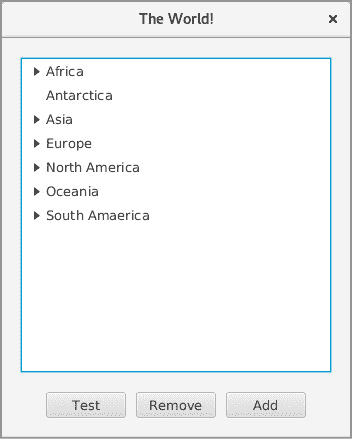 The World!
Africa
Antarctica
Asia
Europe
North America
Oceania
South Amaerica
Test Remove Add